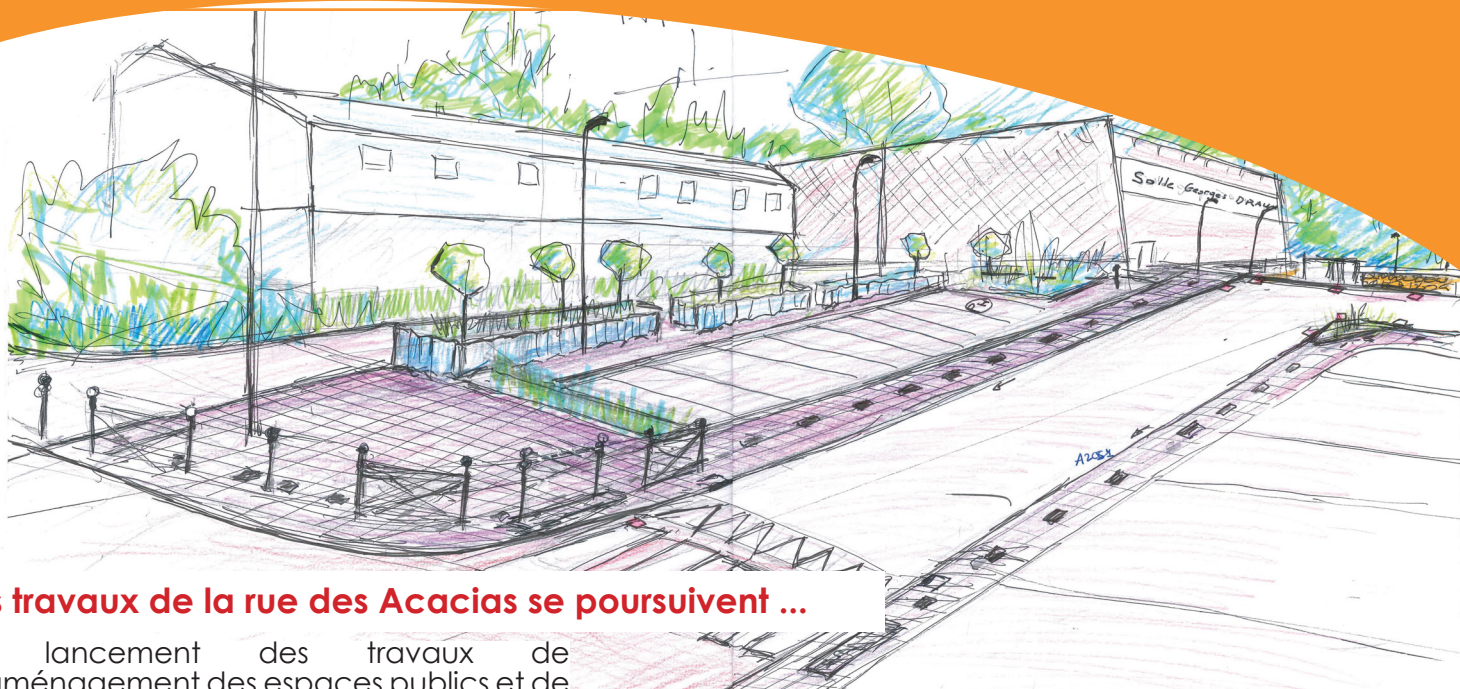 Salle Georges DRAU
s travaux de la rue des Acacias se poursuivent ...
lancement des travaux de
aménagement des espaces publics et de